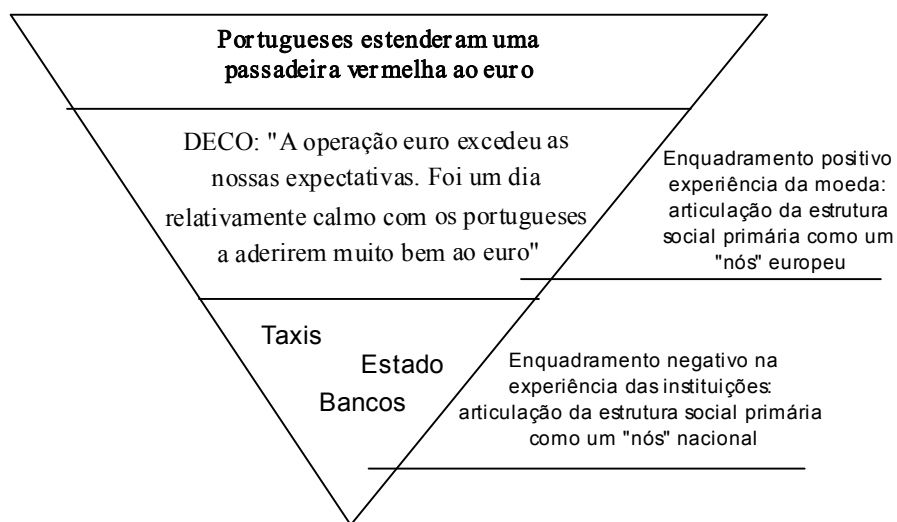 Portugueses estenderam uma
passadeira vermelha ao euro
DECO: "A operação euro excedeu as
nossas expectativas. Foi um dia
relativamente calmo com os portugueses
a aderirem muito bem ao euro"
Enquadramento positivo
experiência da moeda:
articulação da estrutura
social primária como um
"nós" europeu
Taxis
Estado
Bancos
Enquadramento negativo na
experiência das instituições:
articulação da estrutura social primária
como um "nós" nacional